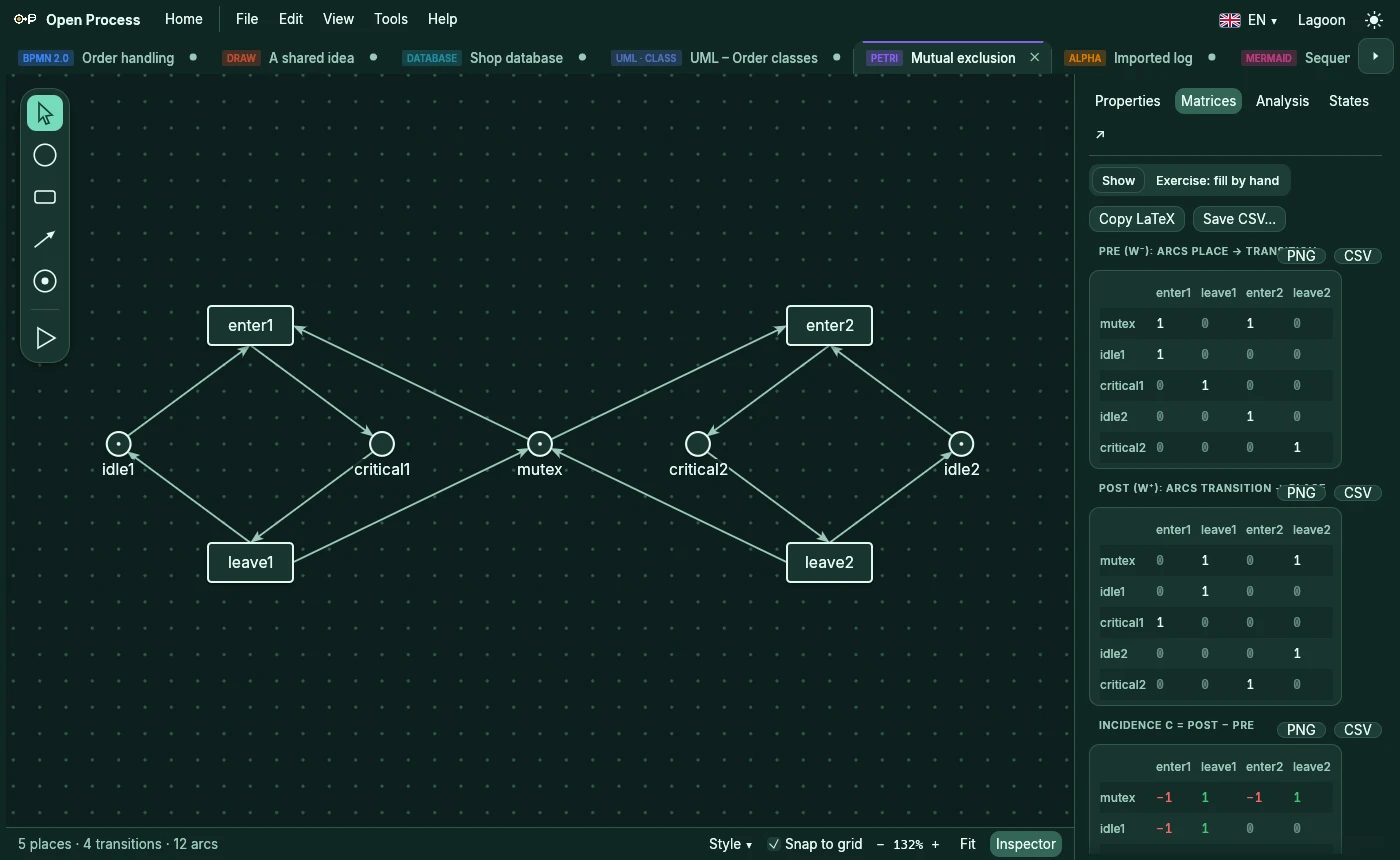 Open Process Home File Edit View Tools Help EN Lagoon
BPMN 2.0 Order handling DRAW A shared idea DATABASE Shop database UML · CLASS UML – Order classes PETRI Mutual exclusion ALPHA Imported log MERMAID Sequer
Properties Matrices Analysis States
Show Exercise: fill by hand
Copy LaTeX Save CSV...
PRE (W⁻): ARCS PLACE → PNG CSV
enter1 leave1 enter2 leave2
mutex 1 0 1 0
idle1 1 0 0 0
critical1 0 1 0 0
idle2 0 0 1 0
critical2 0 0 0 1
POST (W⁺): ARCS TRANSITION PNG CSV
enter1 leave1 enter2 leave2
mutex 0 1 0 1
idle1 0 1 0 0
critical1 1 0 0 0
idle2 0 0 0 1
critical2 0 0 1 0
INCIDENCE C = POST − PRE PNG CSV
enter1 leave1 enter2 leave2
mutex −1 1 −1 1
idle1 −1 1 0 0
enter1 enter2
idle1 critical1 mutex critical2 idle2
leave1 leave2
5 places · 4 transitions · 12 arcs Style Snap to grid − 132% + Fit Inspector